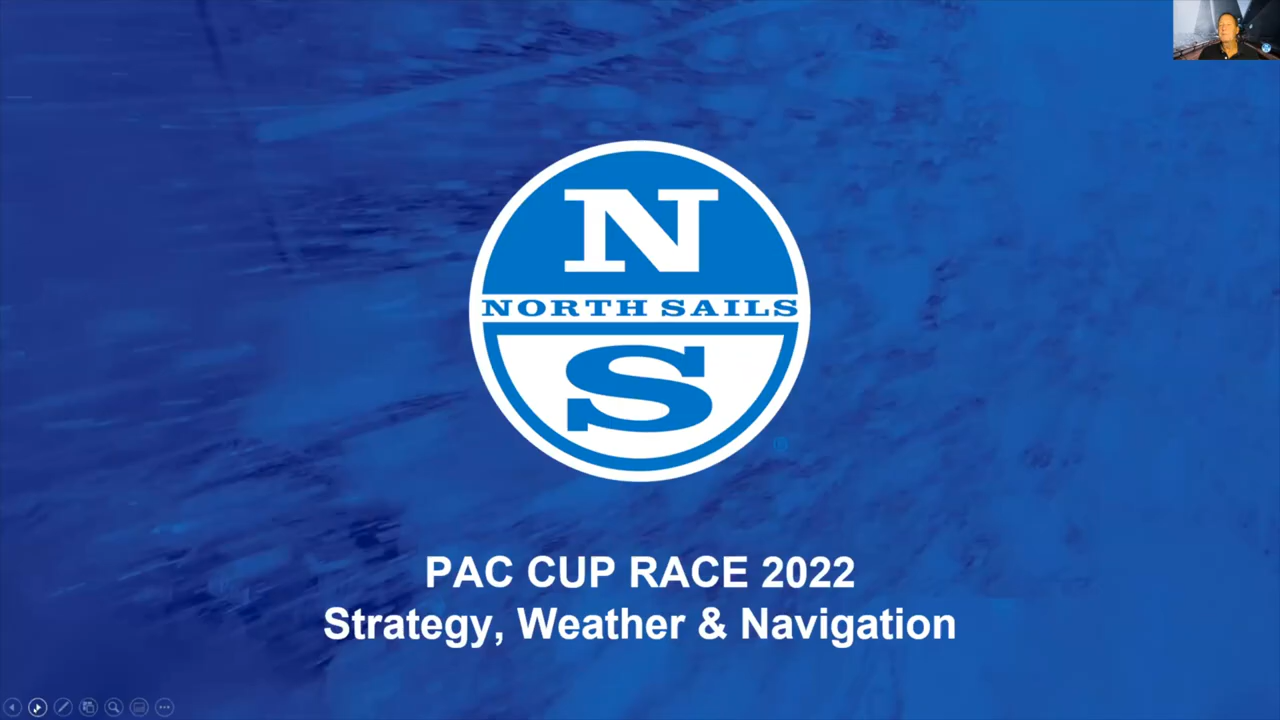 N
NORTH SAILS
S
PAC CUP RACE 2022
Strategy, Weather & Navigation